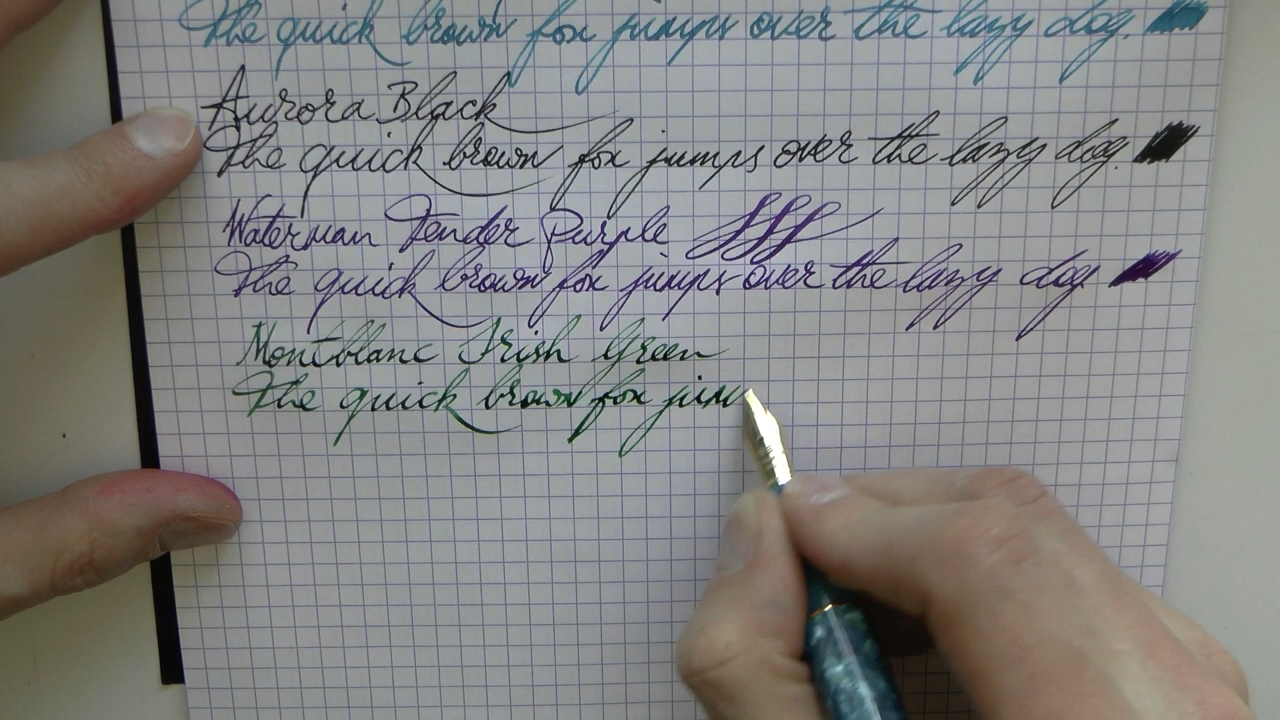 The quick brown fox jumps over the lazy dog.
Aurora Black
The quick brown fox jumps over the lazy dog.
Waterman Tender Purple SSS
The quick brown fox jumps over the lazy dog.
Montblanc Irish Green
The quick brown fox jum